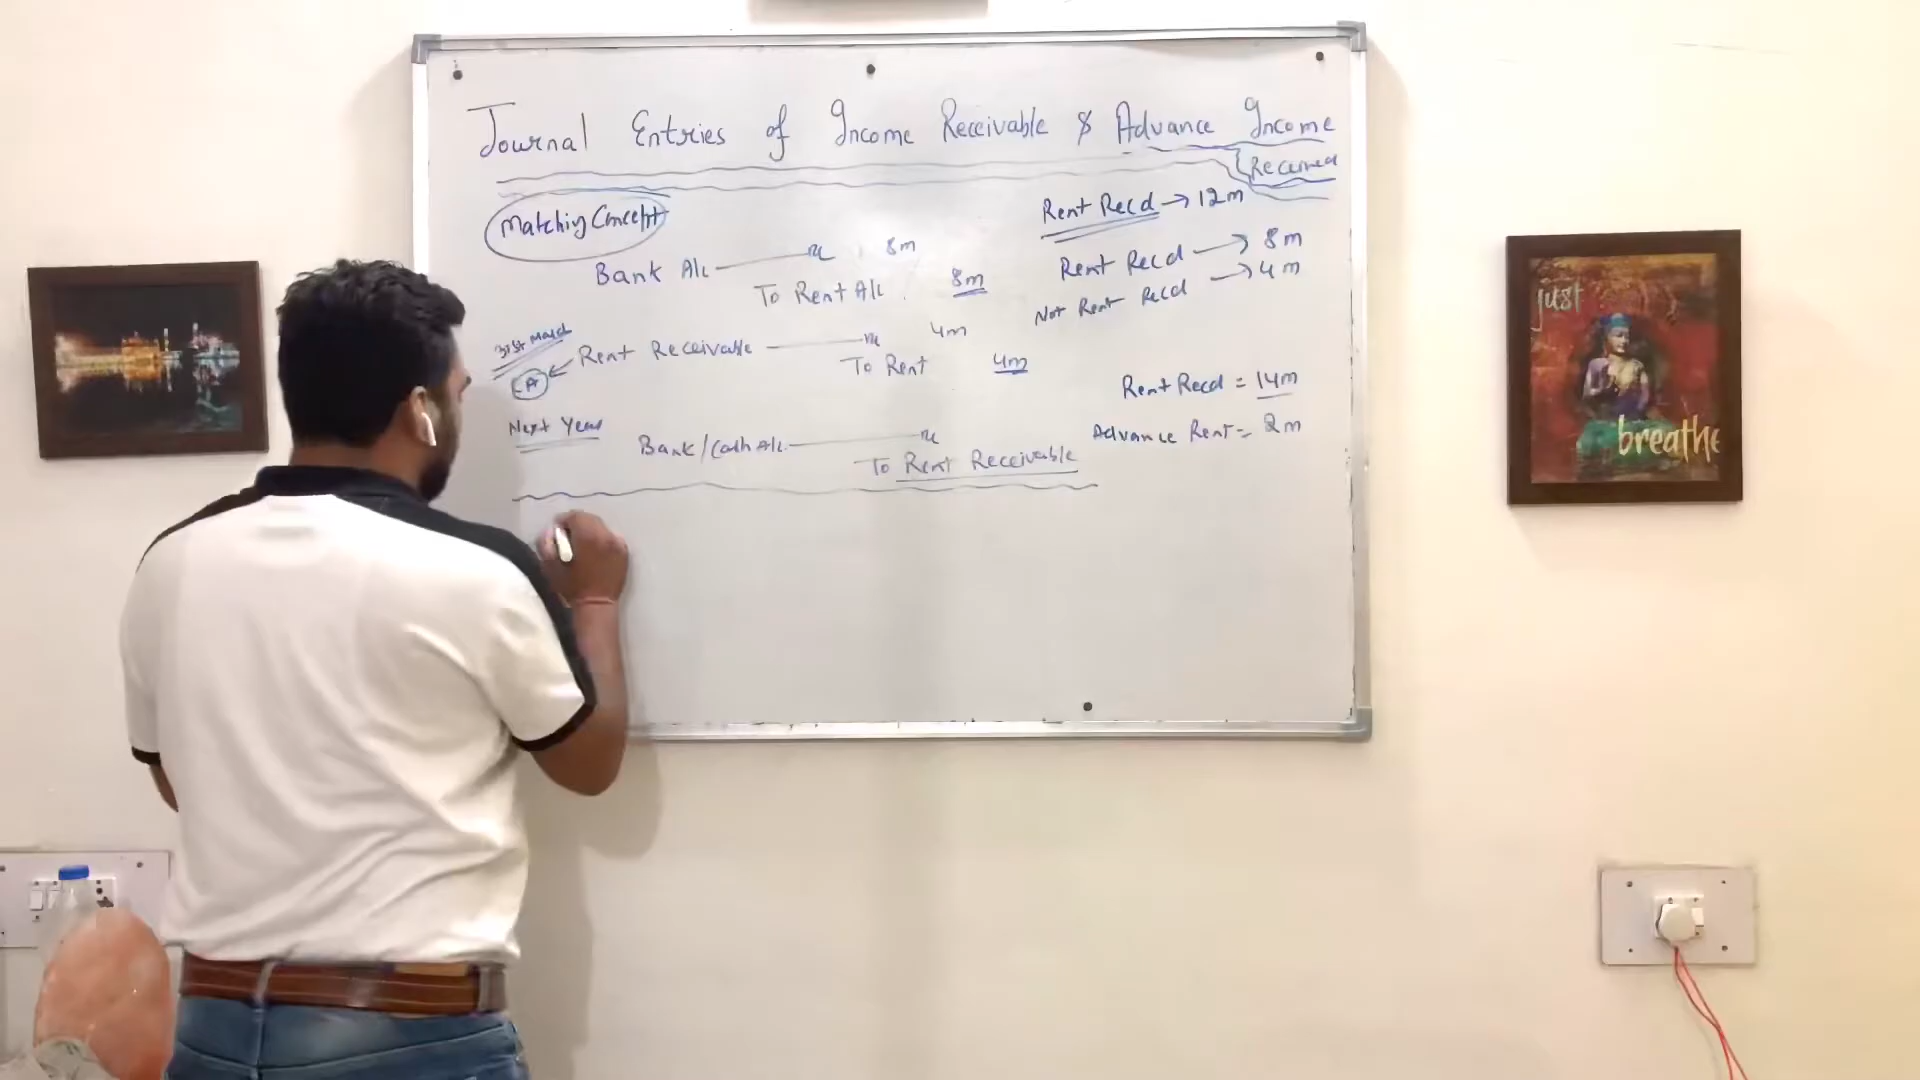 Journal Entries of Income Receivable & Advance Income
Received
Matching Concept
Rent Recd → 12m
Bank A/c Dr 8m
To Rent A/c 8m
Rent Recd → 8m
Not Rent Recd → 4m
31st March
CA ← Rent Receivable Dr 4m
To Rent 4m
Rent Recd = 14m
Advance Rent = 2m
Next Year
Bank/Cash A/c Dr
To Rent Receivable
just
breathe